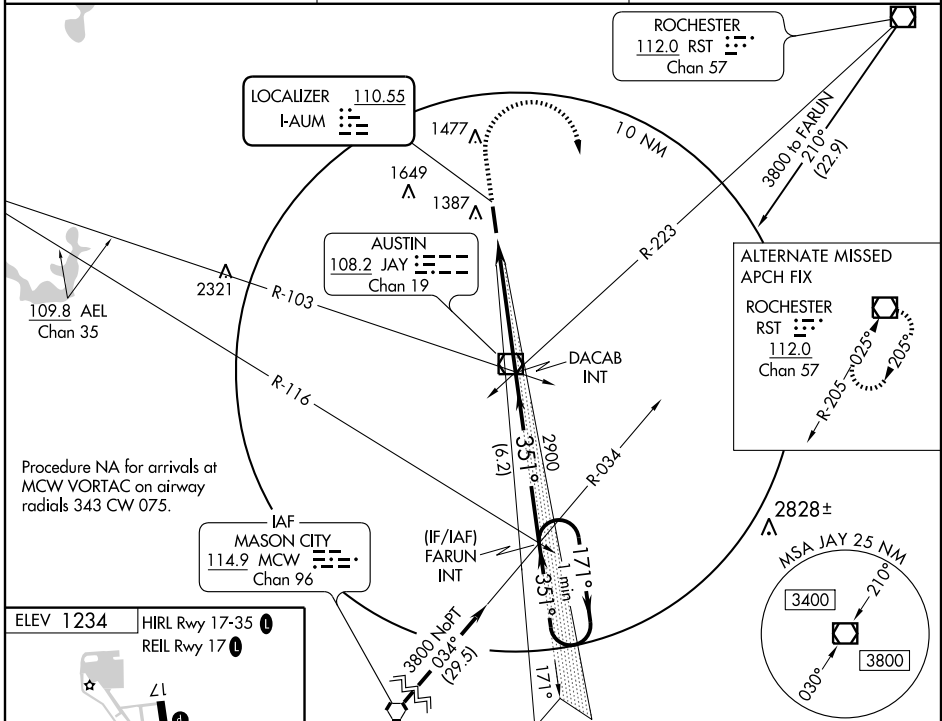 ROCHESTER
112.0 RST
Chan 57
LOCALIZER 110.55
I-AUM
1477
10 NM
3800 to FARUN
210°
(22.9)
1649
1387
R-223
AUSTIN
108.2 JAY
Chan 19
2321
R-103
109.8 AEL
Chan 35
ALTERNATE MISSED
APCH FIX
ROCHESTER
RST
112.0
Chan 57
025°
205°
R-205
DACAB
INT
R-116
351°
2900
(6.2)
R-034
Procedure NA for arrivals at
MCW VORTAC on airway
radials 343 CW 075.
IAF
MASON CITY
114.9 MCW
Chan 96
(IF/IAF)
FARUN
INT
171°
1 min
351°
2828±
MSA JAY 25 NM
210°
3400
3800
030°
3800 NoPT
034°
(29.5)
171°
ELEV 1234
HIRL Rwy 17-35 L
REIL Rwy 17 L
17
d